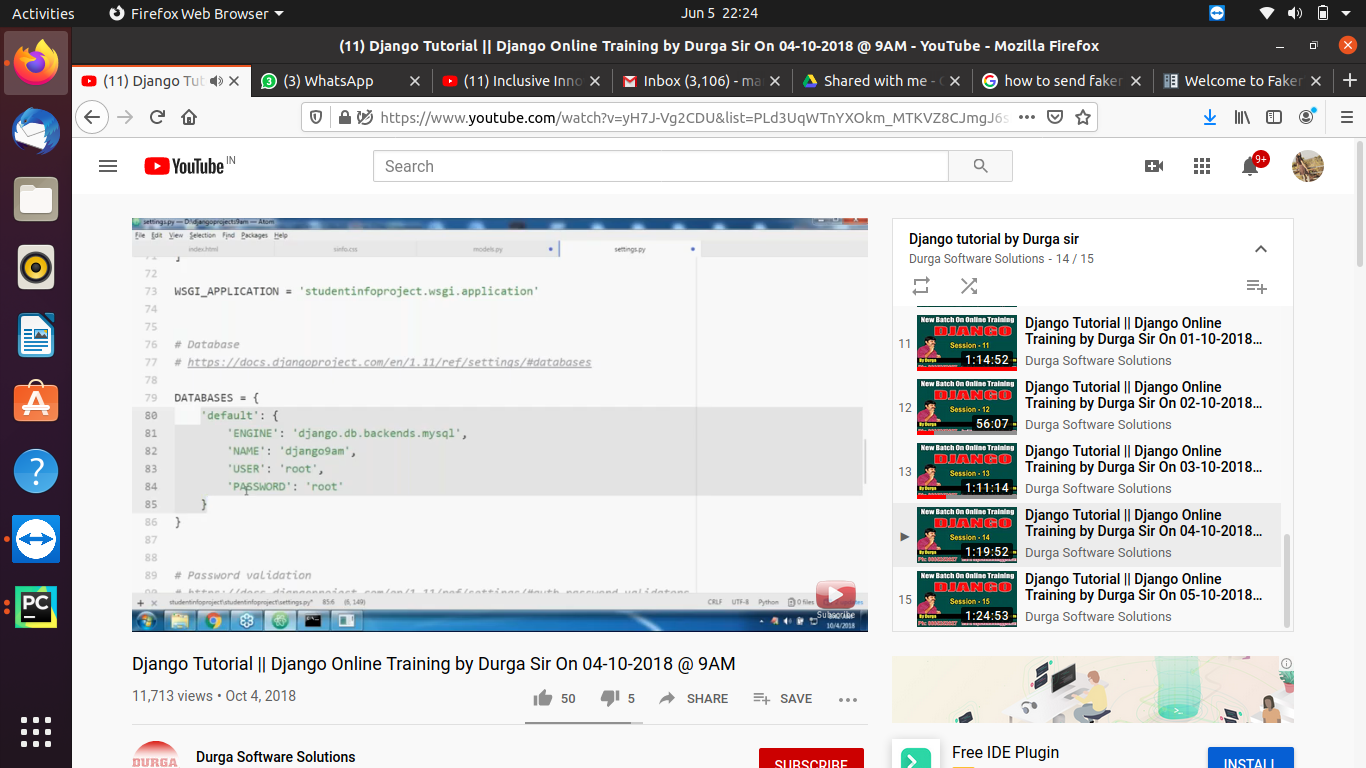 Activities
Firefox Web Browser
Jun 5 22:24
(11) Django Tutorial || Django Online Training by Durga Sir On 04-10-2018 @ 9AM - YouTube - Mozilla Firefox
(11) Django Tut
(3) WhatsApp
(11) Inclusive Inno
Inbox (3,106) - ma
Shared with me -
how to send faker
Welcome to Faker
https://www.youtube.com/watch?v=yH7J-Vg2CDU&list=PLd3UqWTnYXOkm_MTKVZ8CJmgJ6s
YouTube IN
Search
9+
settings.py — D:\djangoprojects9am — Atom
File Edit View Selection Find Packages Help
index.html
sinfo.css
models.py
settings.py
72
73 WSGI_APPLICATION = 'studentinfoproject.wsgi.application'
74
75
76 # Database
77 # https://docs.djangoproject.com/en/1.11/ref/settings/#databases
78
79 DATABASES = {
80 'default': {
81 'ENGINE': 'django.db.backends.mysql',
82 'NAME': 'django9am',
83 'USER': 'root',
84 'PASSWORD': 'root'
85 }
86 }
87
88
89 # Password validation
studentinfoproject\studentinfoproject\settings.py* 85:6 (6, 149)
CRLF UTF-8 Python 0 files
Subscribe
10/4/2018
Django tutorial by Durga sir
Durga Software Solutions - 14 / 15
11
New Batch On Online Training
DJANGO
Session - 11
1:14:52
Django Tutorial || Django Online
Training by Durga Sir On 01-10-2018...
Durga Software Solutions
12
New Batch On Online Training
DJANGO
Session - 12
56:07
Django Tutorial || Django Online
Training by Durga Sir On 02-10-2018...
Durga Software Solutions
13
New Batch On Online Training
DJANGO
Session - 13
1:11:14
Django Tutorial || Django Online
Training by Durga Sir On 03-10-2018...
Durga Software Solutions
New Batch On Online Training
DJANGO
Session - 14
1:19:52
Django Tutorial || Django Online
Training by Durga Sir On 04-10-2018...
Durga Software Solutions
15
New Batch On Online Training
DJANGO
Session - 15
1:24:53
Django Tutorial || Django Online
Training by Durga Sir On 05-10-2018...
Durga Software Solutions
Django Tutorial || Django Online Training by Durga Sir On 04-10-2018 @ 9AM
11,713 views • Oct 4, 2018
50
5
SHARE
SAVE
DURGA
Durga Software Solutions
SUBSCRIBE
Free IDE Plugin
INSTALL
PC